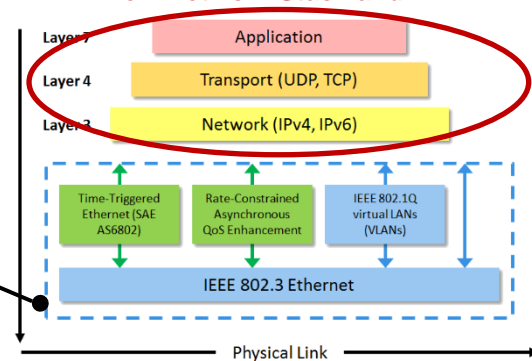 Layer 7
Application
Layer 4
Transport (UDP, TCP)
Layer 3
Network (IPv4, IPv6)
Time-Triggered
Ethernet (SAE
AS6802)
Rate-Constrained
Asynchronous
QoS Enhancement
IEEE 802.1Q
virtual LANs
(VLANs)
IEEE 802.3 Ethernet
Physical Link